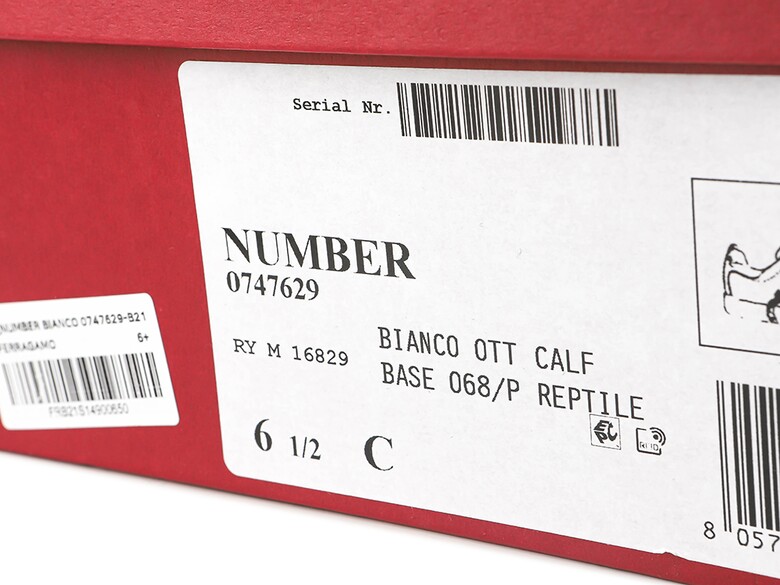 Serial Nr.
NUMBER
0747629
RY M 16829
BIANCO OTT CALF
BASE 068/P REPTILE
6 1/2 C
RFID
8 057
NUMBER BIANCO 0747629-B21
FERRAGAMO 6+
FRB21S14900650